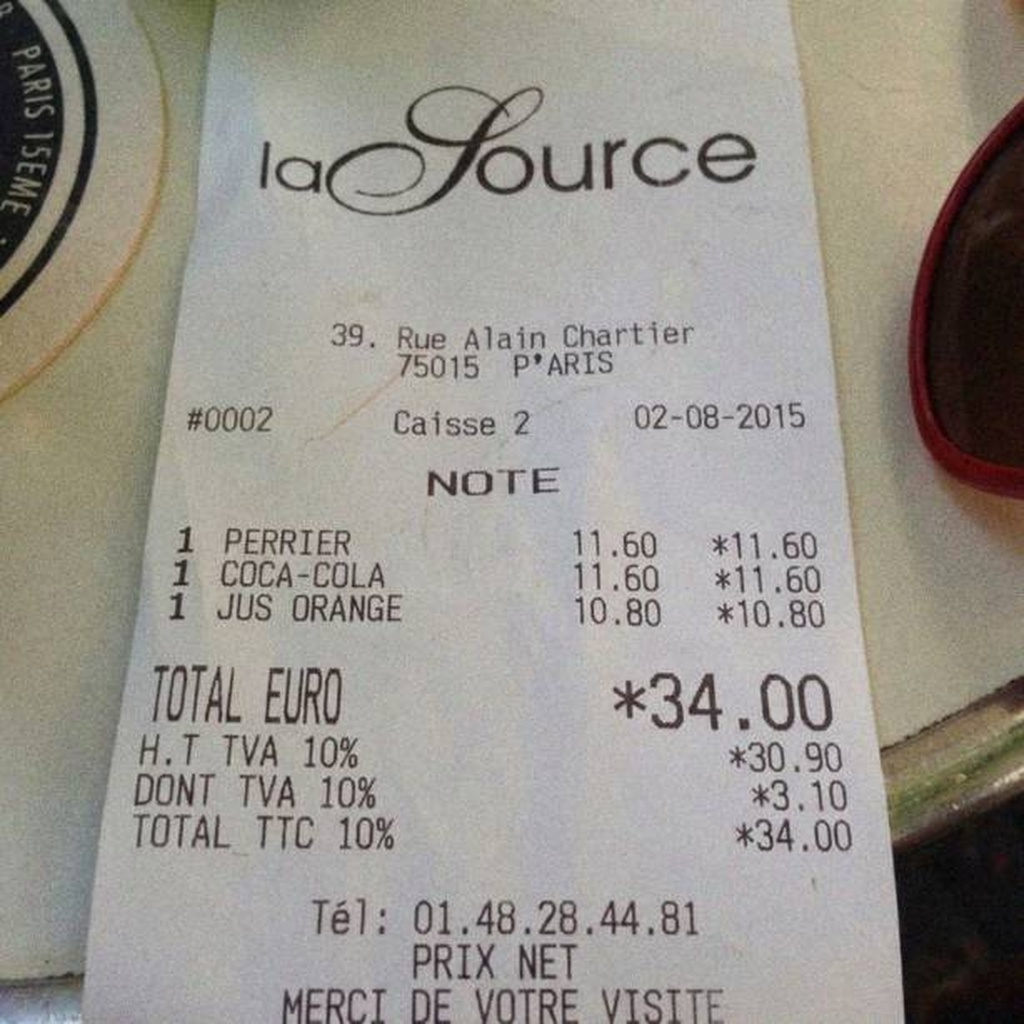 PARIS 15EME
la Source
39. Rue Alain Chartier
75015 P'ARIS
#0002 Caisse 2 02-08-2015
NOTE
1 PERRIER 11.60 *11.60
1 COCA-COLA 11.60 *11.60
1 JUS ORANGE 10.80 *10.80
TOTAL EURO *34.00
H.T TVA 10% *30.90
DONT TVA 10% *3.10
TOTAL TTC 10% *34.00
Tél: 01.48.28.44.81
PRIX NET
MERCI DE VOTRE VISITE